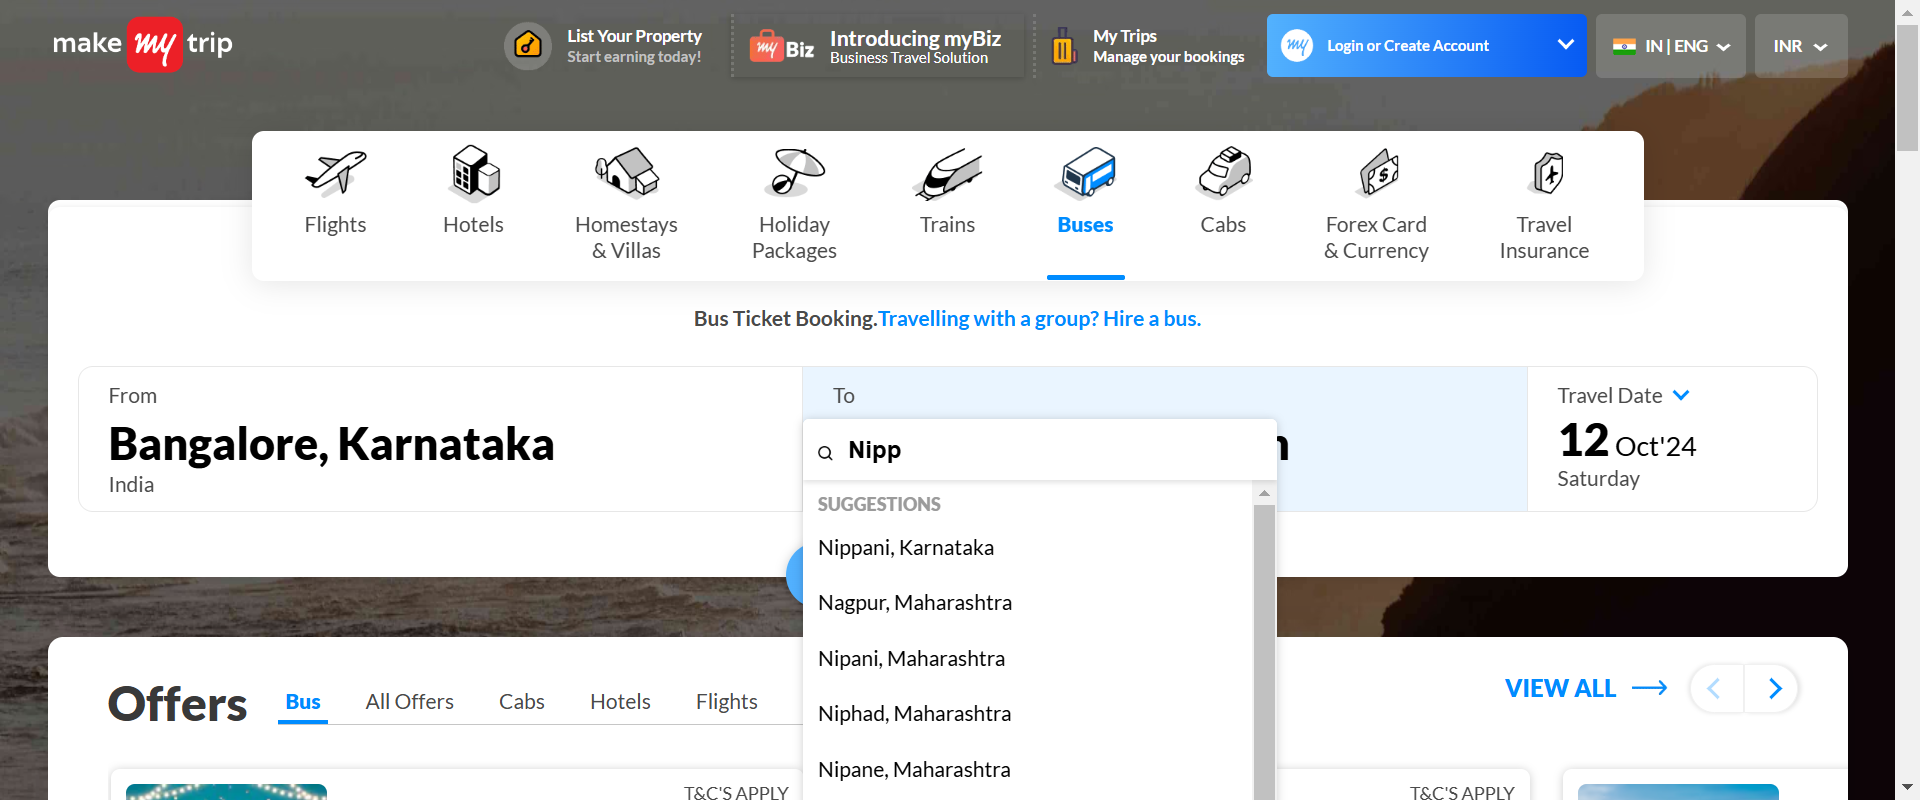 make my trip
List Your Property
Start earning today!
my Biz
Introducing myBiz
Business Travel Solution
My Trips
Manage your bookings
my
Login or Create Account
IN | ENG
INR
Flights
Hotels
Homestays
& Villas
Holiday
Packages
Trains
Buses
Cabs
Forex Card
& Currency
Travel
Insurance
Bus Ticket Booking.Travelling with a group? Hire a bus.
From
Bangalore, Karnataka
India
To
Nipp
SUGGESTIONS
Nippani, Karnataka
Nagpur, Maharashtra
Nipani, Maharashtra
Niphad, Maharashtra
Nipane, Maharashtra
Travel Date
12 Oct'24
Saturday
Offers
Bus
All Offers
Cabs
Hotels
Flights
VIEW ALL
T&C'S APPLY
T&C'S APPLY